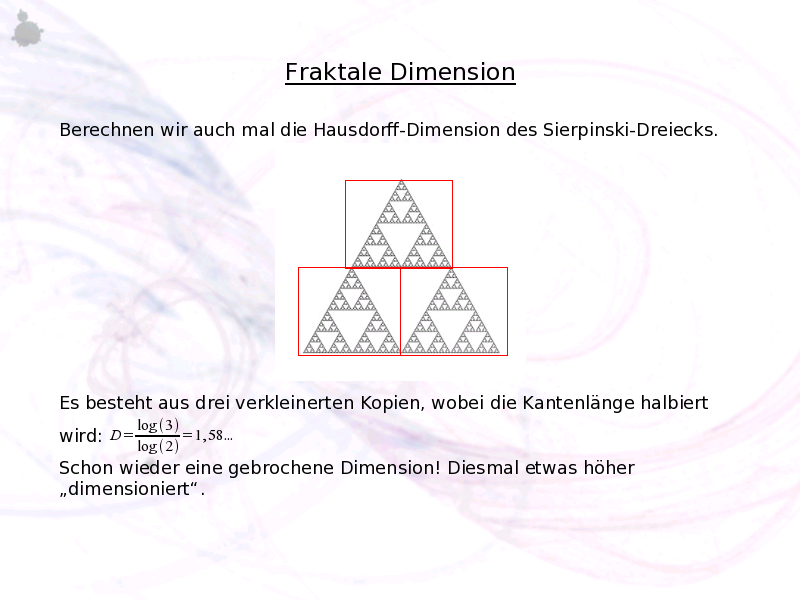 Fraktale Dimension
Berechnen wir auch mal die Hausdorff-Dimension des Sierpinski-Dreiecks.
Es besteht aus drei verkleinerten Kopien, wobei die Kantenlänge halbiert
wird: D=log(3)/log(2)=1,58...
Schon wieder eine gebrochene Dimension! Diesmal etwas höher
„dimensioniert“.